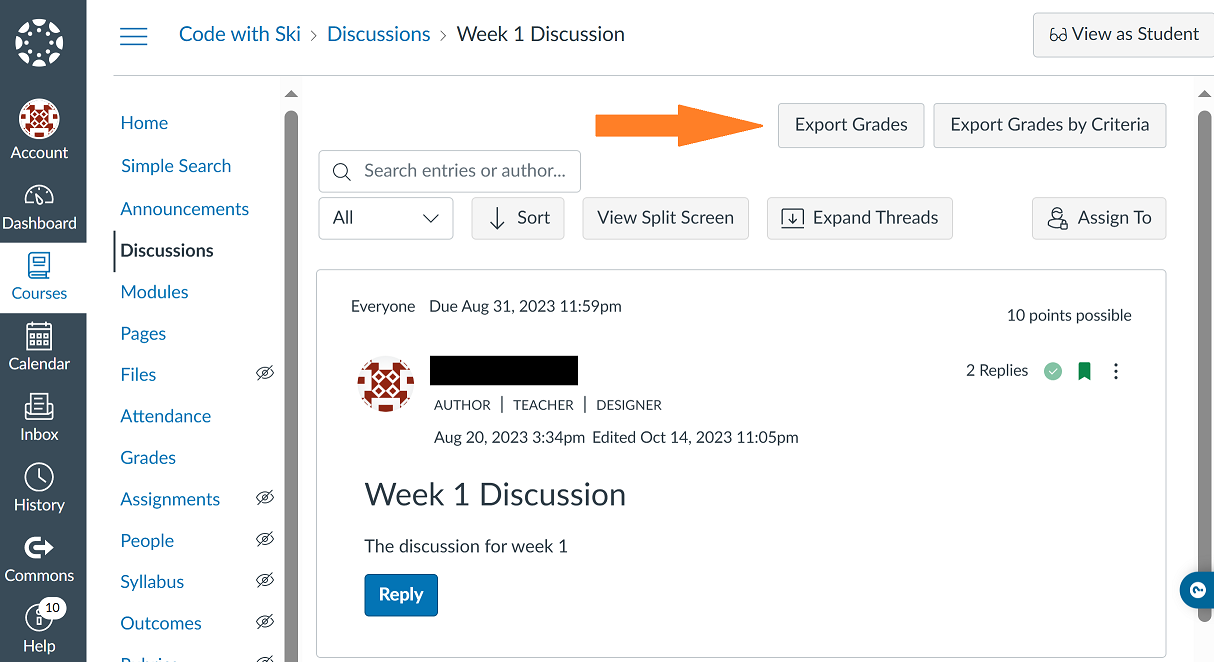 Code with Ski > Discussions > Week 1 Discussion
View as Student
Account
Dashboard
Courses
Calendar
Inbox
History
Commons
10
Help
Home
Simple Search
Announcements
Discussions
Modules
Pages
Files
Attendance
Grades
Assignments
People
Syllabus
Outcomes
Export Grades
Export Grades by Criteria
Search entries or author...
All
Sort
View Split Screen
Expand Threads
Assign To
Everyone Due Aug 31, 2023 11:59pm
10 points possible
2 Replies
AUTHOR | TEACHER | DESIGNER
Aug 20, 2023 3:34pm Edited Oct 14, 2023 11:05pm
Week 1 Discussion
The discussion for week 1
Reply